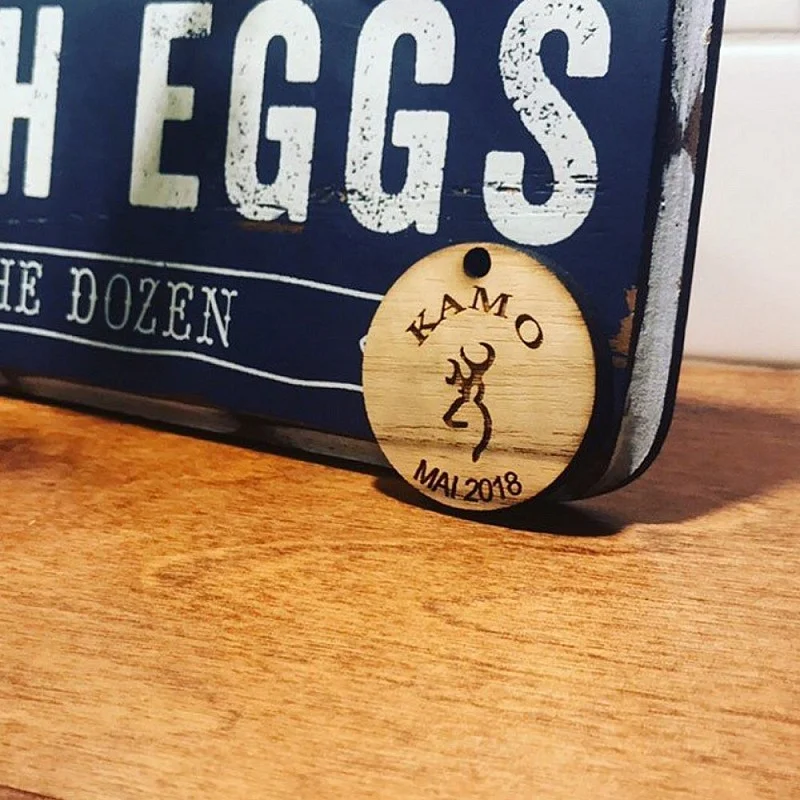 H EGGS
HE DOZEN
KAMO
MAI 2018